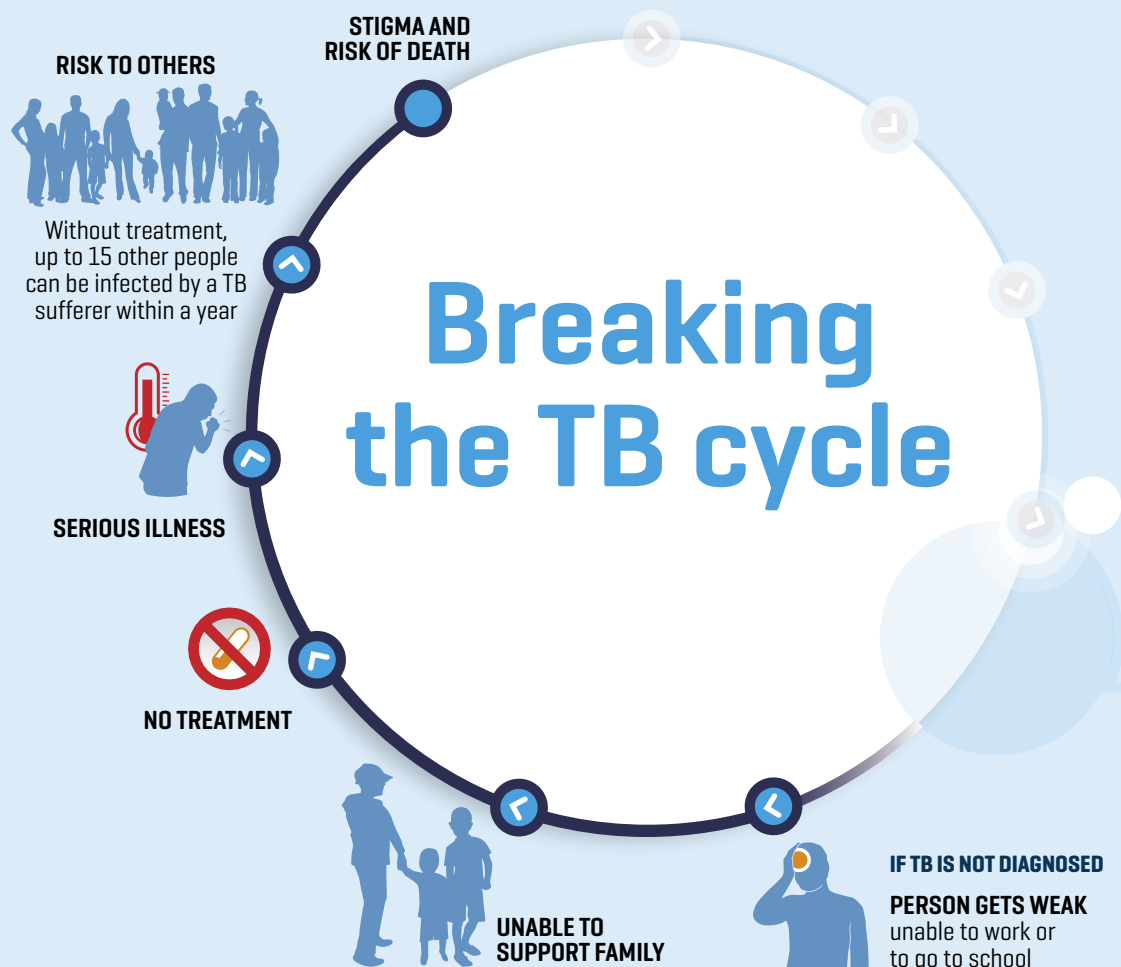 STIGMA AND
RISK OF DEATH
RISK TO OTHERS
Without treatment,
up to 15 other people
can be infected by a TB
sufferer within a year
Breaking
the TB cycle
SERIOUS ILLNESS
NO TREATMENT
UNABLE TO
SUPPORT FAMILY
IF TB IS NOT DIAGNOSED
PERSON GETS WEAK
unable to work or
to go to school